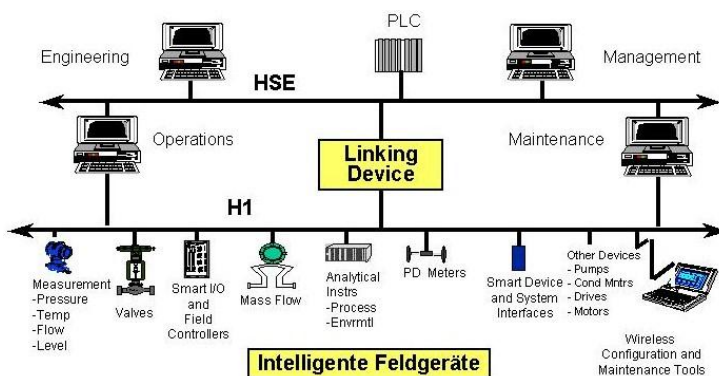 Engineering
PLC
Management
HSE
Operations
Linking
Device
Maintenance
H1
Measurement
-Pressure
-Temp
-Flow
-Level
Valves
Smart I/O
and
Field
Controllers
Mass Flow
Analytical
Instrs
-Process
-Envrmtl
PD Meters
Smart Device
and System
Interfaces
Other Devices
- Pumps
- Cond Mntrs
- Drives
- Motors
Wireless
Configuration and
Maintenance Tools
Intelligente Feldgeräte